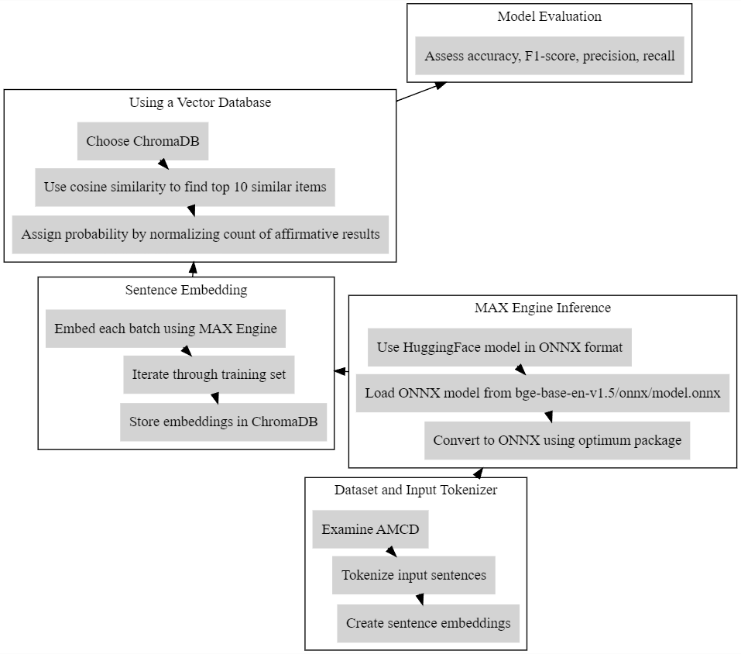 Model Evaluation
Assess accuracy, F1-score, precision, recall
Using a Vector Database
Choose ChromaDB
Use cosine similarity to find top 10 similar items
Assign probability by normalizing count of affirmative results
Sentence Embedding
Embed each batch using MAX Engine
Iterate through training set
Store embeddings in ChromaDB
MAX Engine Inference
Use HuggingFace model in ONNX format
Load ONNX model from bge-base-en-v1.5/onnx/model.onnx
Convert to ONNX using optimum package
Dataset and Input Tokenizer
Examine AMCD
Tokenize input sentences
Create sentence embeddings